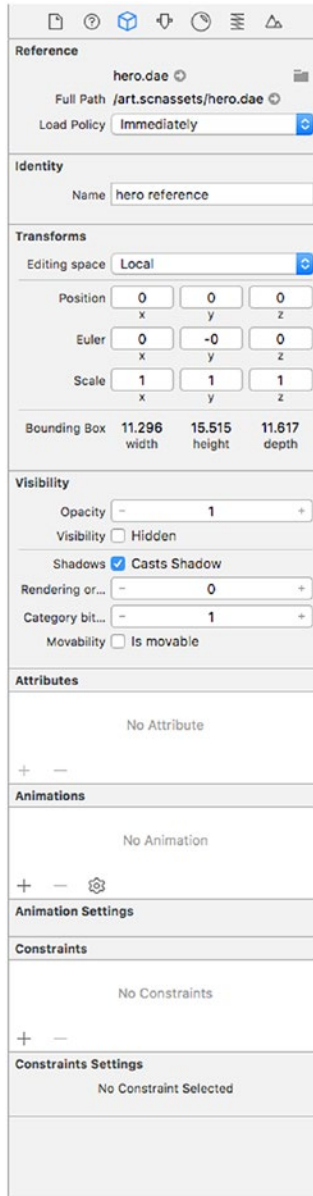 Reference
hero.dae
Full Path /art.scnassets/hero.dae
Load Policy Immediately
Identity
Name hero reference
Transforms
Editing space Local
Position 0 0 0
x y z
Euler 0 -0 0
x y z
Scale 1 1 1
x y z
Bounding Box 11.296 15.515 11.617
width height depth
Visibility
Opacity − 1 +
Visibility Hidden
Shadows Casts Shadow
Rendering or... − 0 +
Category bit... − 1 +
Movability Is movable
Attributes
No Attribute
+ −
Animations
No Animation
+ −
Animation Settings
Constraints
No Constraints
+ −
Constraints Settings
No Constraint Selected